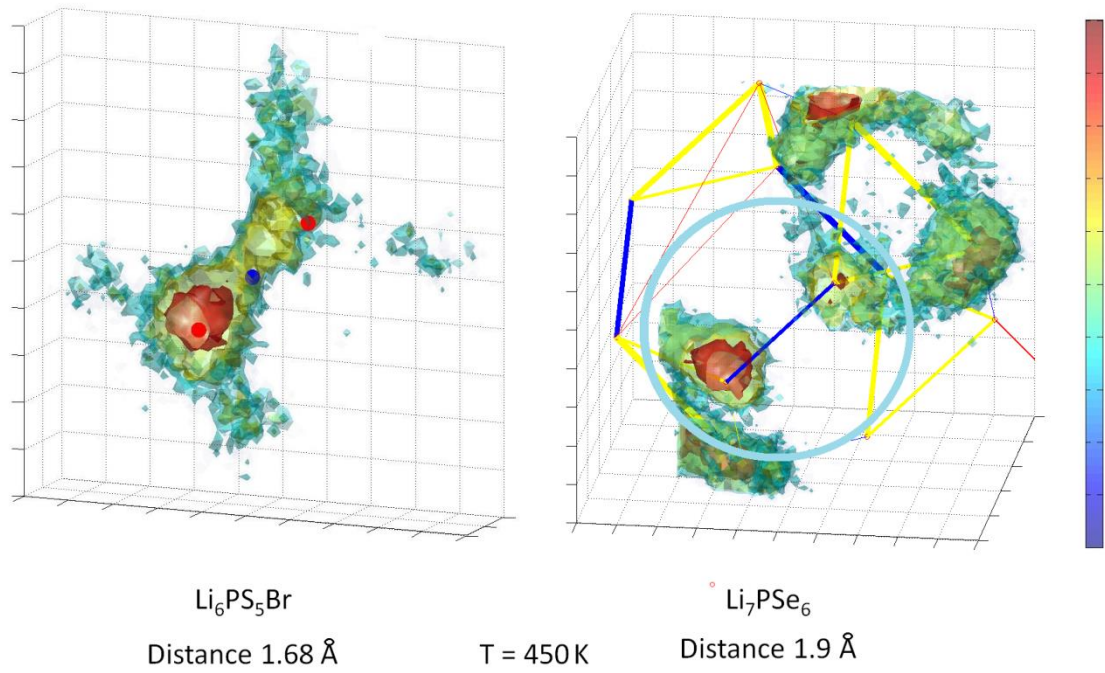 Li₆PS₅Br
Li₇PSe₆
Distance 1.68 Å
T = 450 K
Distance 1.9 Å